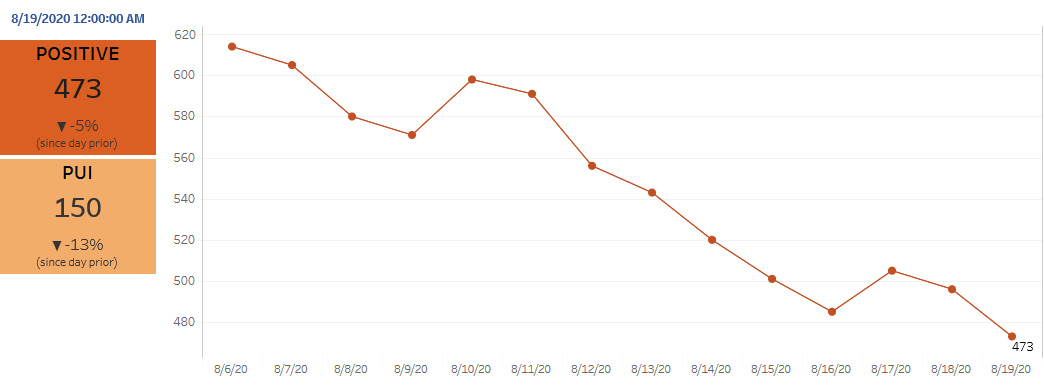 8/19/2020 12:00:00 AM
POSITIVE
473
▼-5%
(since day prior)
PUI
150
▼-13%
(since day prior)
620
600
580
560
540
520
500
480
473
8/6/20 8/7/20 8/8/20 8/9/20 8/10/20 8/11/20 8/12/20 8/13/20 8/14/20 8/15/20 8/16/20 8/17/20 8/18/20 8/19/20